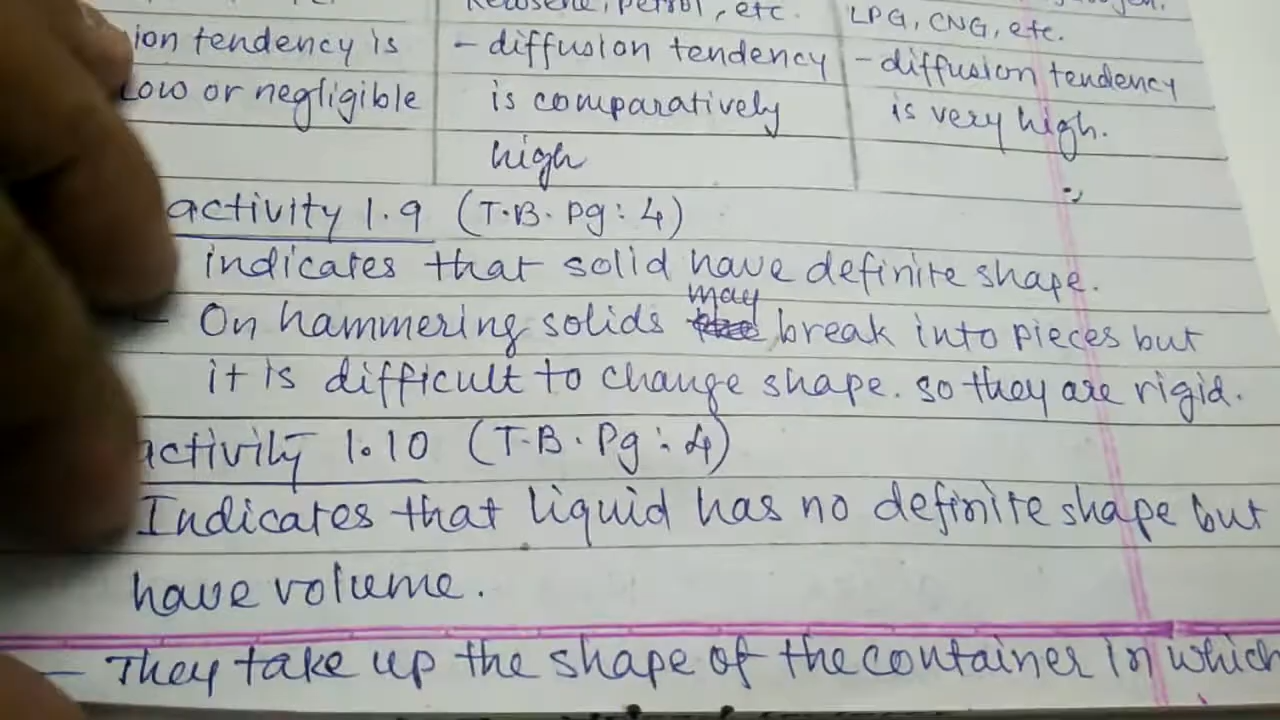 Kerosene, petrol, etc. LPG, CNG, etc.
ion tendency is - diffusion tendency - diffusion tendency
Low or negligible is comparatively is very high.
high
activity 1.9 (T.B. Pg: 4)
indicates that solid have definite shape.
may
- On hammering solids break into pieces but
it is difficult to change shape. so they are rigid.
activity 1.10 (T.B. Pg: 4)
Indicates that liquid has no definite shape but
have volume.
- They take up the shape of the container in which